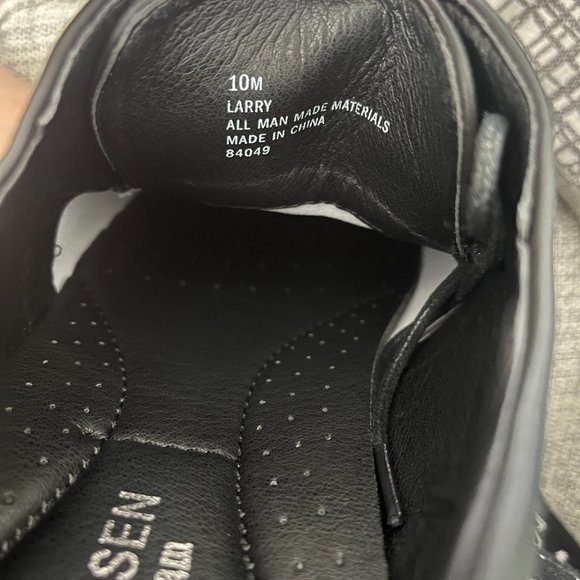 10M
LARRY
ALL MAN MADE MATERIALS
MADE IN CHINA
84049
SEN